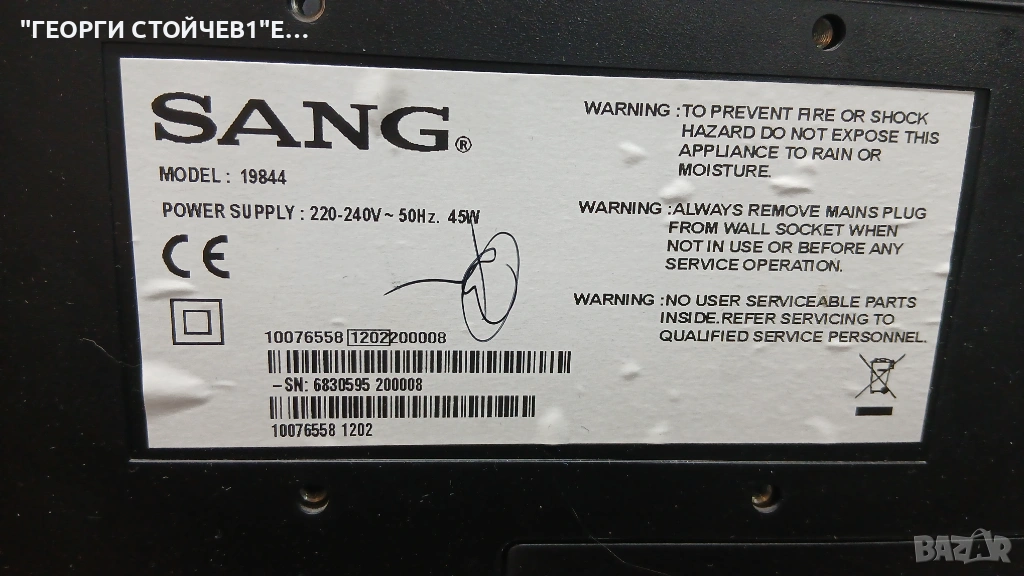 "ГЕОРГИ СТОЙЧЕВ1"Е...
SANG®
MODEL : 19844
POWER SUPPLY : 220-240V ~ 50Hz. 45W
CE
10076558 1202 200008
-SN: 6830595 200008
10076558 1202
WARNING :TO PREVENT FIRE OR SHOCK
HAZARD DO NOT EXPOSE THIS
APPLIANCE TO RAIN OR
MOISTURE.
WARNING :ALWAYS REMOVE MAINS PLUG
FROM WALL SOCKET WHEN
NOT IN USE OR BEFORE ANY
SERVICE OPERATION.
WARNING :NO USER SERVICEABLE PARTS
INSIDE.REFER SERVICING TO
QUALIFIED SERVICE PERSONNEL.
BAZAR